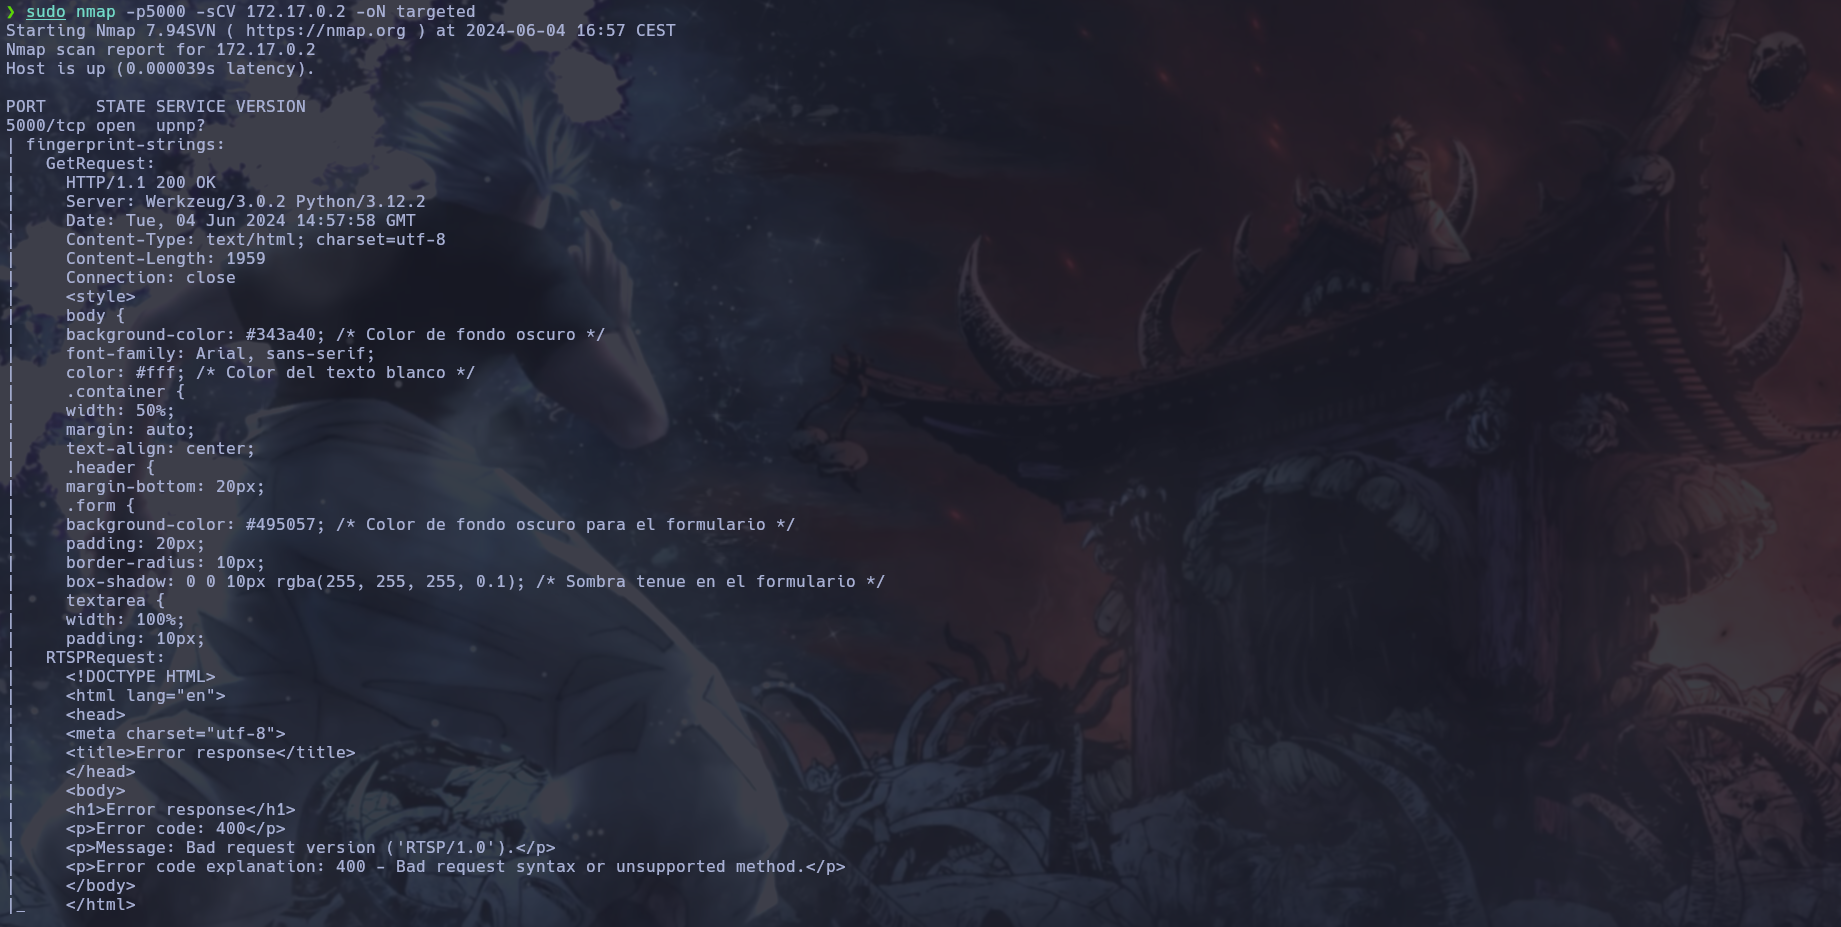 ❯ sudo nmap -p5000 -sCV 172.17.0.2 -oN targeted
Starting Nmap 7.94SVN ( https://nmap.org ) at 2024-06-04 16:57 CEST
Nmap scan report for 172.17.0.2
Host is up (0.000039s latency).
PORT     STATE SERVICE VERSION
5000/tcp open  upnp?
| fingerprint-strings:
|   GetRequest:
|     HTTP/1.1 200 OK
|     Server: Werkzeug/3.0.2 Python/3.12.2
|     Date: Tue, 04 Jun 2024 14:57:58 GMT
|     Content-Type: text/html; charset=utf-8
|     Content-Length: 1959
|     Connection: close
|     <style>
|     body {
|     background-color: #343a40; /* Color de fondo oscuro */
|     font-family: Arial, sans-serif;
|     color: #fff; /* Color del texto blanco */
|     .container {
|     width: 50%;
|     margin: auto;
|     text-align: center;
|     .header {
|     margin-bottom: 20px;
|     .form {
|     background-color: #495057; /* Color de fondo oscuro para el formulario */
|     padding: 20px;
|     border-radius: 10px;
|     box-shadow: 0 0 10px rgba(255, 255, 255, 0.1); /* Sombra tenue en el formulario */
|     textarea {
|     width: 100%;
|     padding: 10px;
|   RTSPRequest:
|     <!DOCTYPE HTML>
|     <html lang="en">
|     <head>
|     <meta charset="utf-8">
|     <title>Error response</title>
|     </head>
|     <body>
|     <h1>Error response</h1>
|     <p>Error code: 400</p>
|     <p>Message: Bad request version ('RTSP/1.0').</p>
|     <p>Error code explanation: 400 - Bad request syntax or unsupported method.</p>
|     </body>
|_    </html>